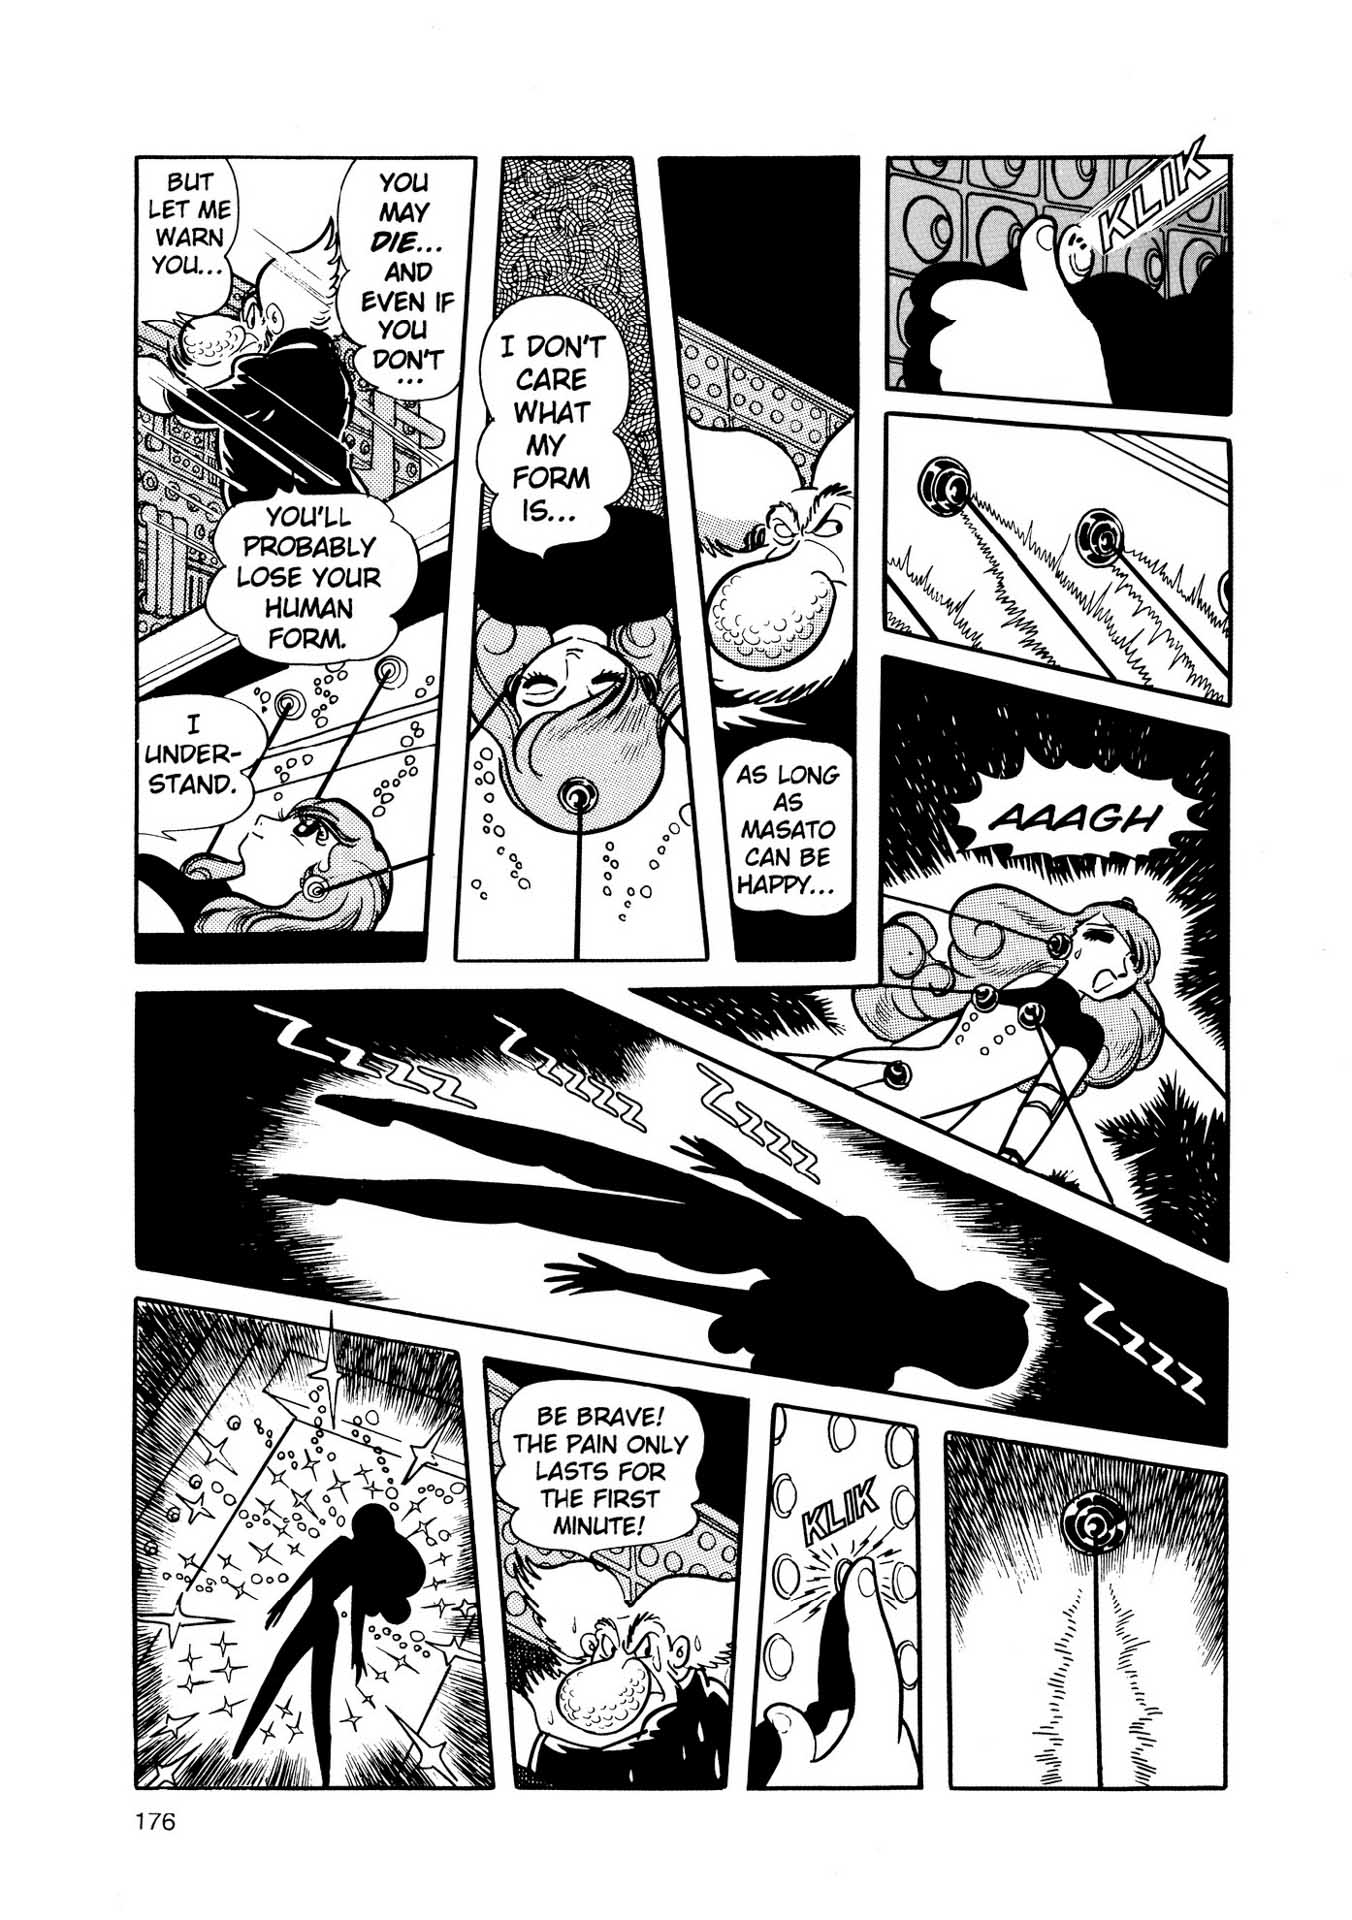 BUT
LET ME
WARN
YOU...
YOU
MAY
DIE...
AND
EVEN IF
YOU
DON'T
...
YOU'LL
PROBABLY
LOSE YOUR
HUMAN
FORM.
I
UNDER-
STAND.
I DON'T
CARE
WHAT
MY
FORM
IS...
AS LONG
AS
MASATO
CAN BE
HAPPY...
KLIK
AAAGH
ZZZZZ
ZZZZZZ
ZZZZZ
ZZZZZ
BE BRAVE!
THE PAIN ONLY
LASTS FOR
THE FIRST
MINUTE!
KLIK
176